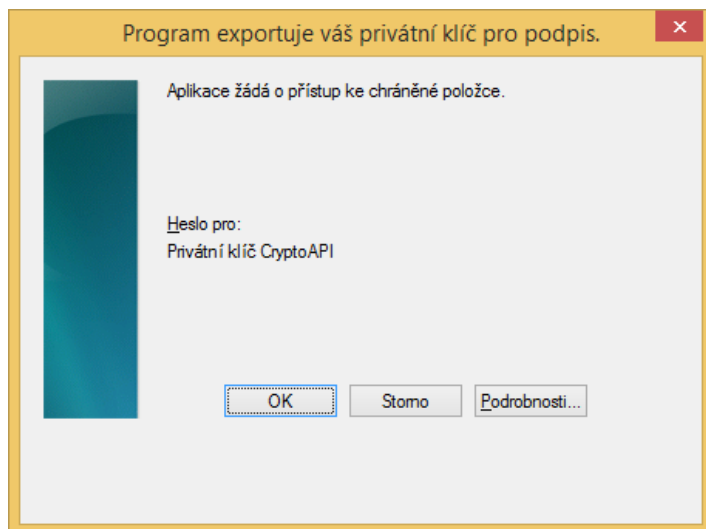 Program exportuje váš privátní klíč pro podpis.
Aplikace žádá o přístup ke chráněné položce.
Heslo pro:
Privátní klíč CryptoAPI
OK
Storno
Podrobnosti...